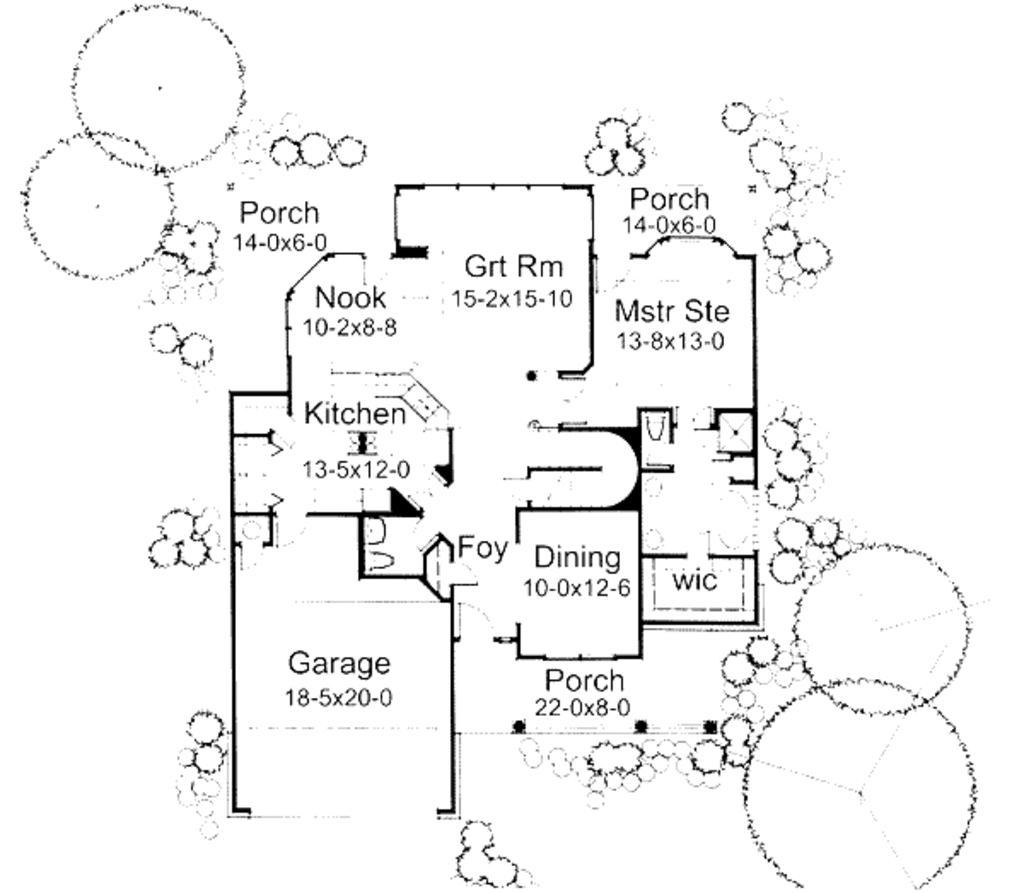 Porch
14-0x6-0
Porch
14-0x6-0
Grt Rm
15-2x15-10
Nook
10-2x8-8
Mstr Ste
13-8x13-0
Kitchen
13-5x12-0
Foy
Dining
10-0x12-6
wic
Garage
18-5x20-0
Porch
22-0x8-0